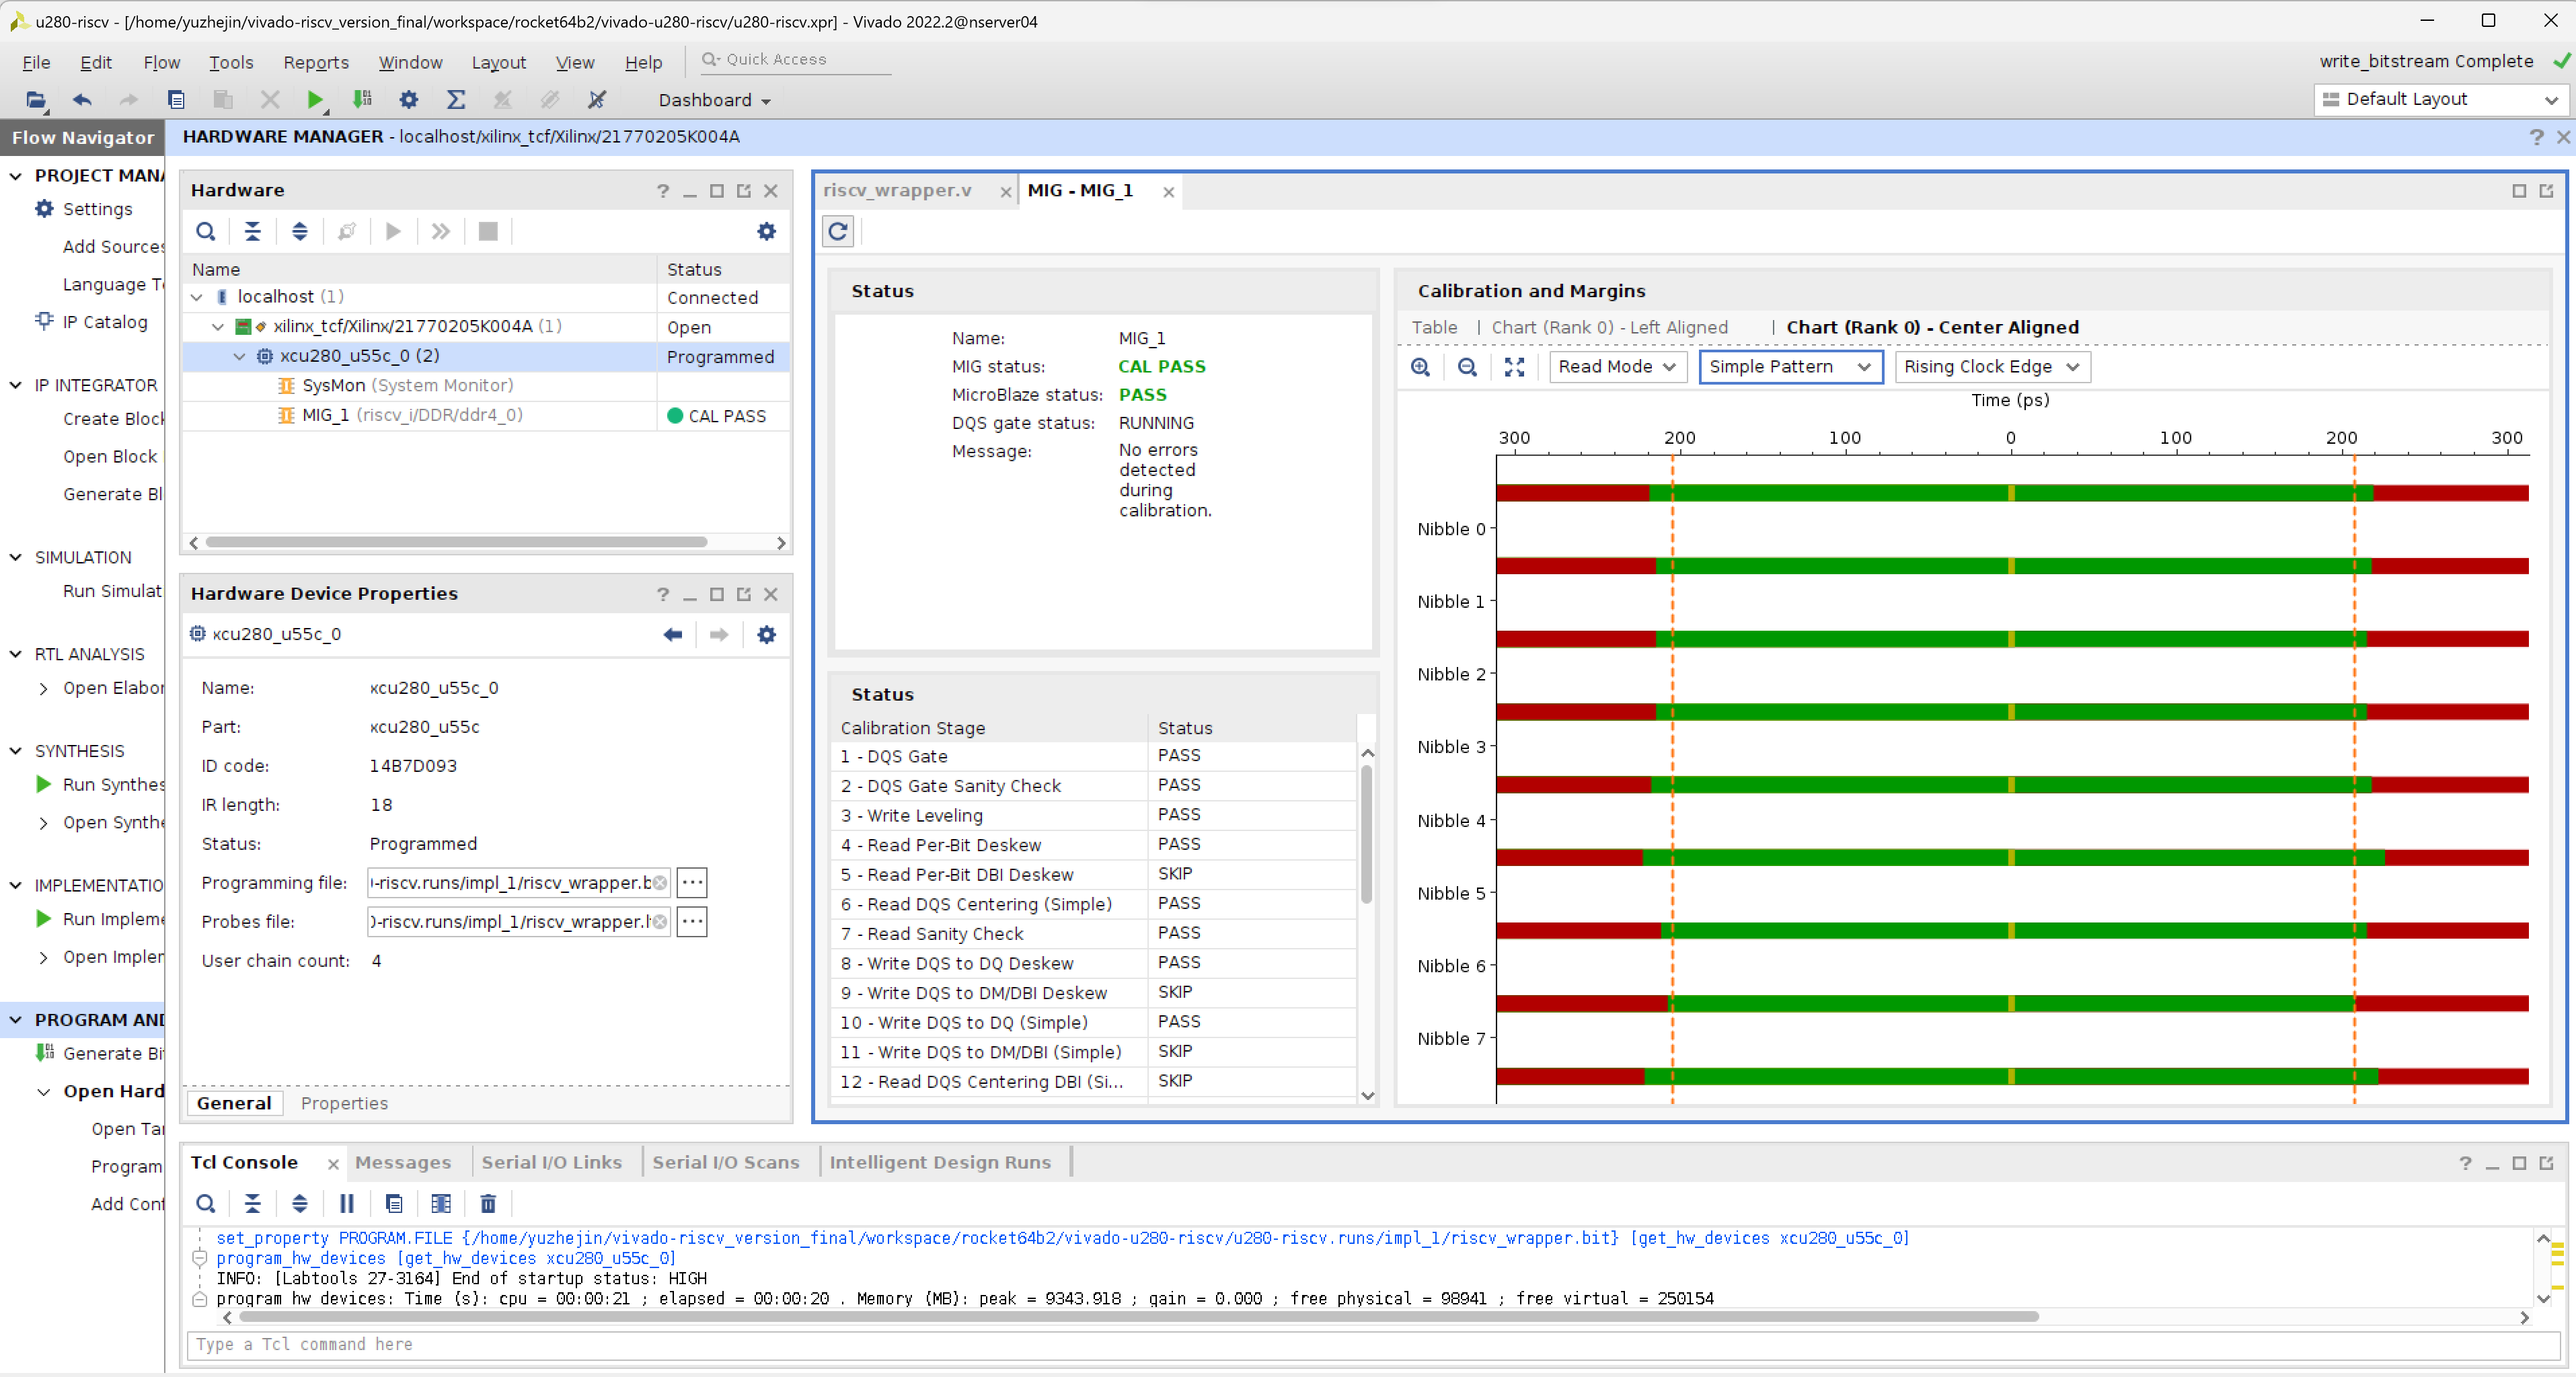 u280-riscv - [/home/yuzhejin/vivado-riscv_version_final/workspace/rocket64b2/vivado-u280-riscv/u280-riscv.xpr] - Vivado 2022.2@nserver04
File Edit Flow Tools Reports Window Layout View Help Quick Access
write_bitstream Complete
Dashboard
Default Layout
Flow Navigator
HARDWARE MANAGER - localhost/xilinx_tcf/Xilinx/21770205K004A
PROJECT MANA
Settings
Add Sources
Language Te
IP Catalog
IP INTEGRATOR
Create Block
Open Block
Generate Bl
SIMULATION
Run Simulat
RTL ANALYSIS
Open Elabor
SYNTHESIS
Run Synthes
Open Synthe
IMPLEMENTATIO
Run Impleme
Open Implem
PROGRAM AND
Generate Bit
Open Hard
Open Tar
Program
Add Conf
Hardware
Name Status
localhost (1) Connected
xilinx_tcf/Xilinx/21770205K004A (1) Open
xcu280_u55c_0 (2) Programmed
SysMon (System Monitor)
MIG_1 (riscv_i/DDR/ddr4_0) CAL PASS
Hardware Device Properties
xcu280_u55c_0
Name: xcu280_u55c_0
Part: xcu280_u55c
ID code: 14B7D093
IR length: 18
Status: Programmed
Programming file: -riscv.runs/impl_1/riscv_wrapper.b
Probes file: )-riscv.runs/impl_1/riscv_wrapper.l
User chain count: 4
General Properties
riscv_wrapper.v MIG - MIG_1
Status
Name: MIG_1
MIG status: CAL PASS
MicroBlaze status: PASS
DQS gate status: RUNNING
Message: No errors
detected
during
calibration.
Status
Calibration Stage Status
1 - DQS Gate PASS
2 - DQS Gate Sanity Check PASS
3 - Write Leveling PASS
4 - Read Per-Bit Deskew PASS
5 - Read Per-Bit DBI Deskew SKIP
6 - Read DQS Centering (Simple) PASS
7 - Read Sanity Check PASS
8 - Write DQS to DQ Deskew PASS
9 - Write DQS to DM/DBI Deskew SKIP
10 - Write DQS to DQ (Simple) PASS
11 - Write DQS to DM/DBI (Simple) SKIP
12 - Read DQS Centering DBI (Si... SKIP
Calibration and Margins
Table | Chart (Rank 0) - Left Aligned | Chart (Rank 0) - Center Aligned
Read Mode Simple Pattern Rising Clock Edge
Time (ps)
300 200 100 0 100 200 300
Nibble 0
Nibble 1
Nibble 2
Nibble 3
Nibble 4
Nibble 5
Nibble 6
Nibble 7
Tcl Console Messages Serial I/O Links Serial I/O Scans Intelligent Design Runs
set_property PROGRAM.FILE {/home/yuzhejin/vivado-riscv_version_final/workspace/rocket64b2/vivado-u280-riscv/u280-riscv.runs/impl_1/riscv_wrapper.bit} [get_hw_devices xcu280_u55c_0]
program_hw_devices [get_hw_devices xcu280_u55c_0]
INFO: [Labtools 27-3164] End of startup status: HIGH
program_hw_devices: Time (s): cpu = 00:00:21 ; elapsed = 00:00:20 . Memory (MB): peak = 9343.918 ; gain = 0.000 ; free physical = 98941 ; free virtual = 250154
Type a Tcl command here